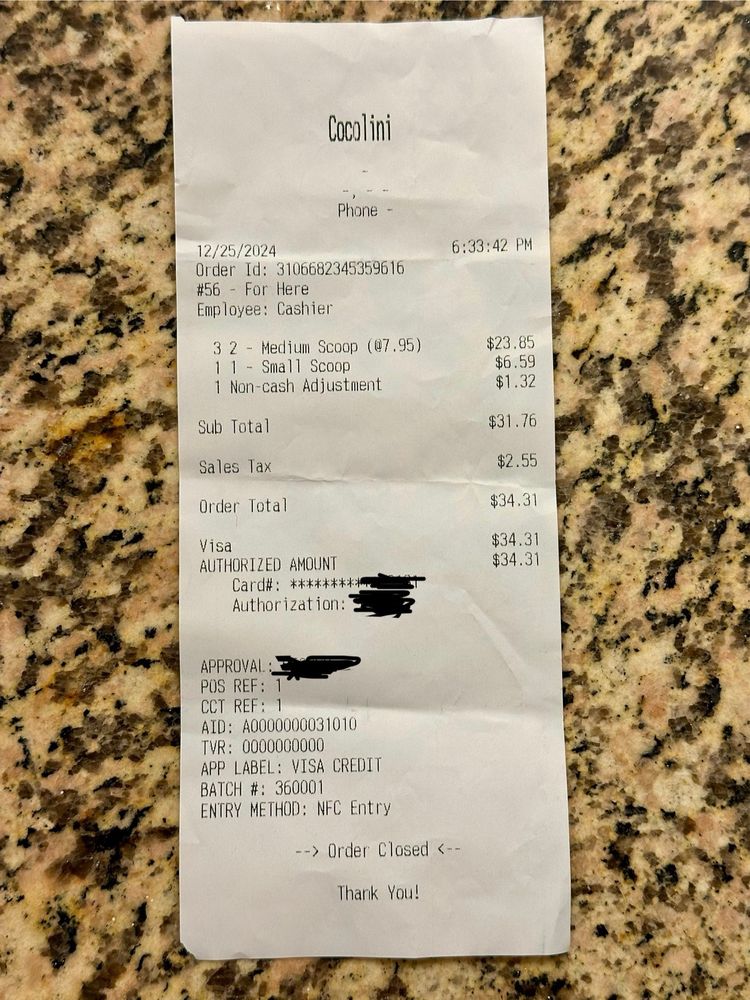 Cocolini
-
-, - -
Phone -
12/25/2024 6:33:42 PM
Order Id: 3106682345359616
#56 - For Here
Employee: Cashier
3 2 - Medium Scoop (@7.95) $23.85
1 1 - Small Scoop $6.59
1 Non-cash Adjustment $1.32
Sub Total $31.76
Sales Tax $2.55
Order Total $34.31
Visa $34.31
AUTHORIZED AMOUNT $34.31
Card#: *********
Authorization:
APPROVAL:
POS REF: 1
CCT REF: 1
AID: A0000000031010
TVR: 0000000000
APP LABEL: VISA CREDIT
BATCH #: 360001
ENTRY METHOD: NFC Entry
--> Order Closed <--
Thank You!